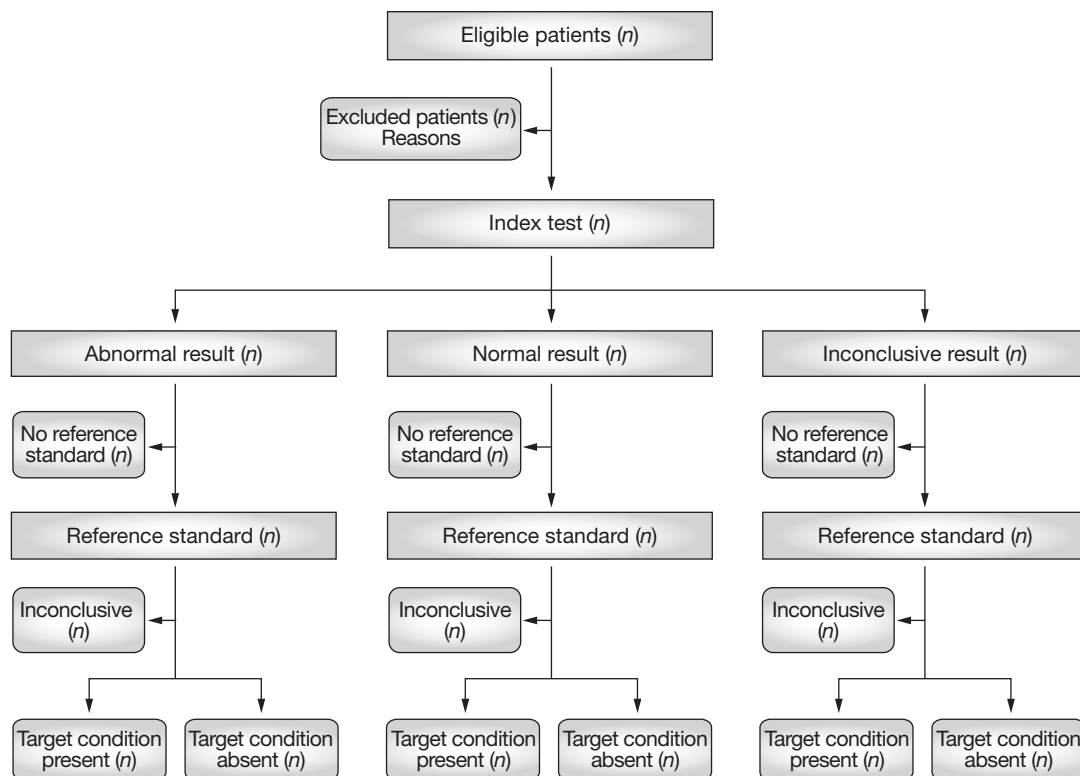 Eligible patients (n)
Excluded patients (n)
Reasons
Index test (n)
Abnormal result (n)
Normal result (n)
Inconclusive result (n)
No reference
standard (n)
No reference
standard (n)
No reference
standard (n)
Reference standard (n)
Reference standard (n)
Reference standard (n)
Inconclusive
(n)
Inconclusive
(n)
Inconclusive
(n)
Target condition
present (n)
Target condition
absent (n)
Target condition
present (n)
Target condition
absent (n)
Target condition
present (n)
Target condition
absent (n)